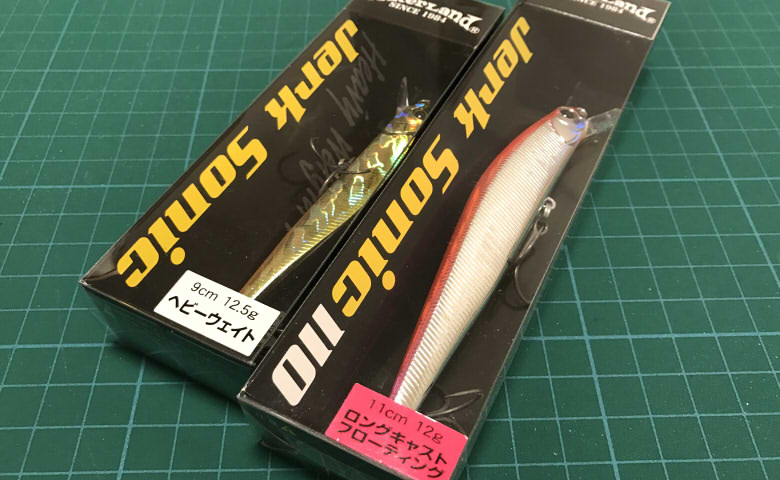 SINCE 1984
Jerk Sonic
Heavy
9cm 12.5g
ヘビーウェイト
SINCE 1984
Jerk Sonic 110
11cm 12g
ロングキャスト
フローティング